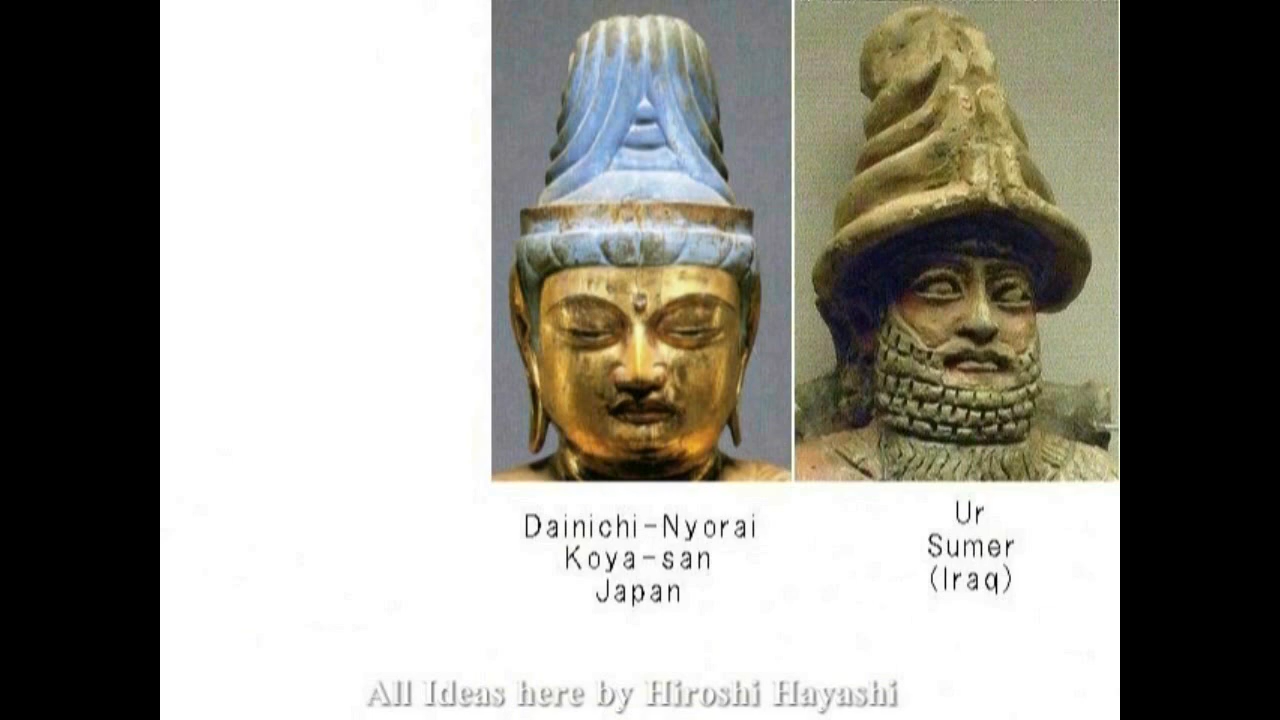 Dainichi-Nyorai
Koya-san
Japan
Ur
Sumer
(Iraq)
All Ideas here by Hiroshi Hayashi